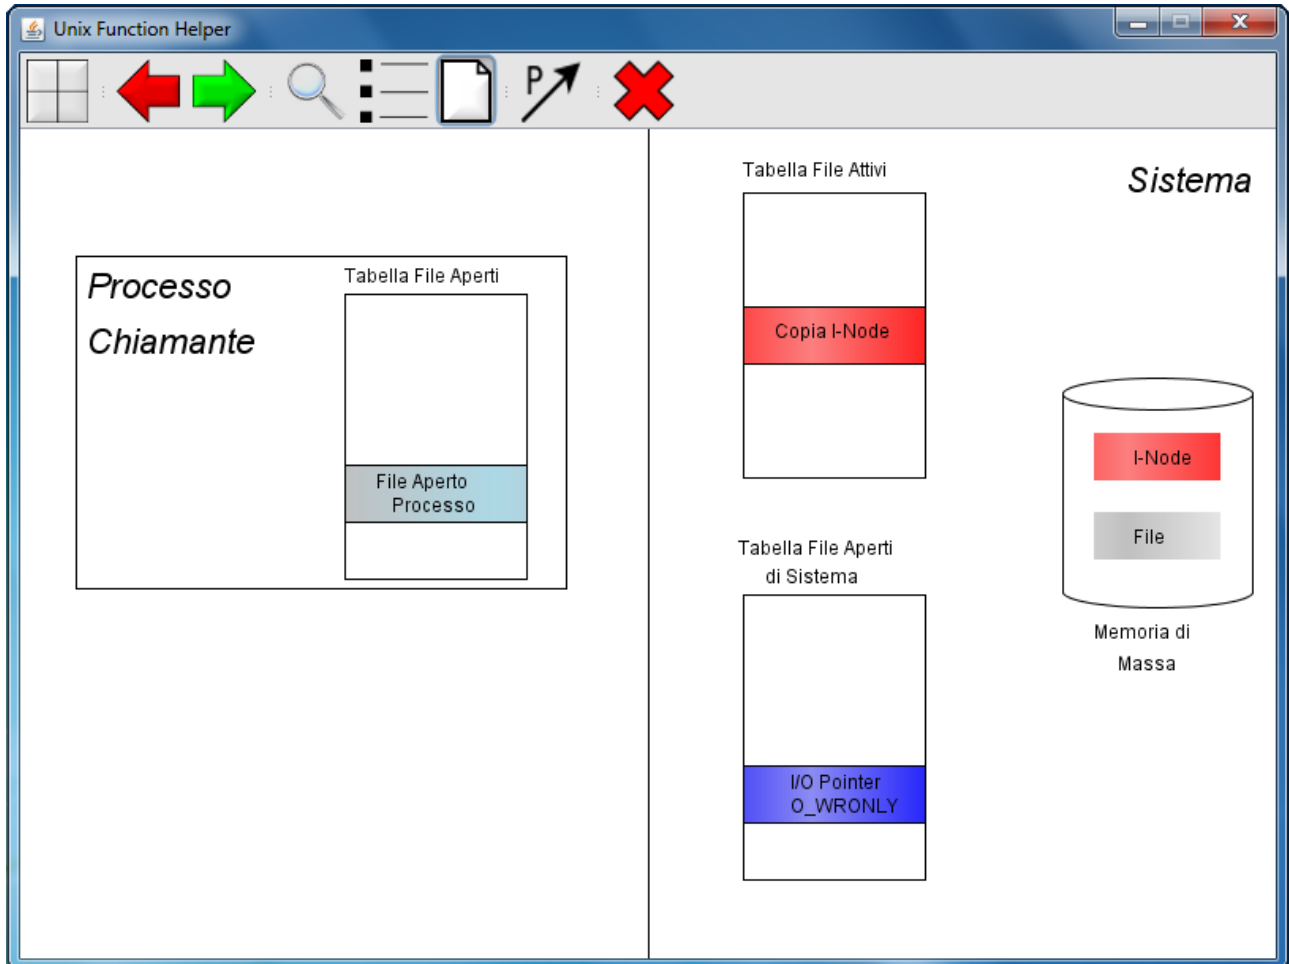 Unix Function Helper
P
Processo
Chiamante
Tabella File Aperti
File Aperto
Processo
Tabella File Attivi
Sistema
Copia I-Node
I-Node
File
Memoria di
Massa
Tabella File Aperti
di Sistema
I/O Pointer
O_WRONLY